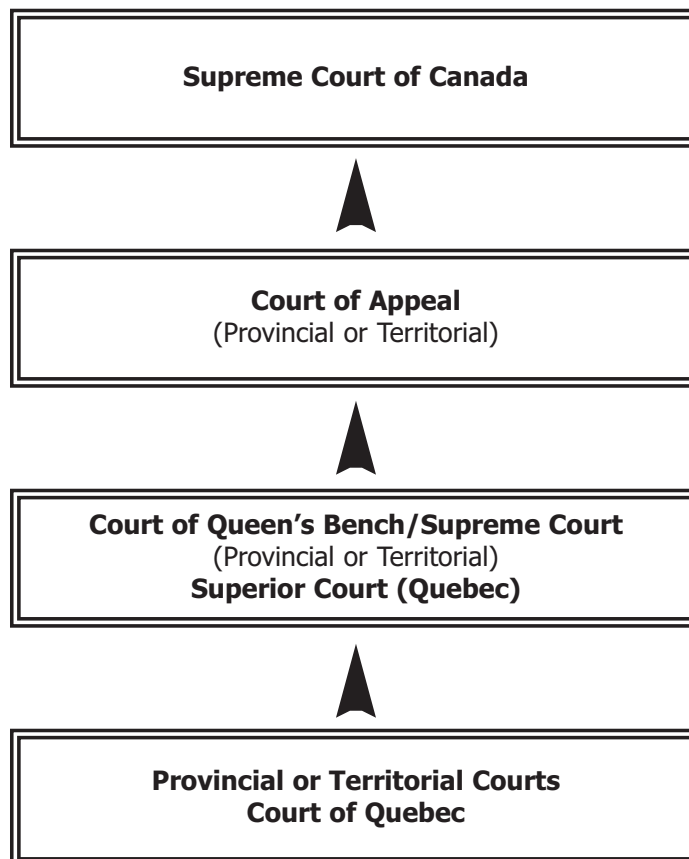 Supreme Court of Canada
Court of Appeal
(Provincial or Territorial)
Court of Queen’s Bench/Supreme Court
(Provincial or Territorial)
Superior Court (Quebec)
Provincial or Territorial Courts
Court of Quebec